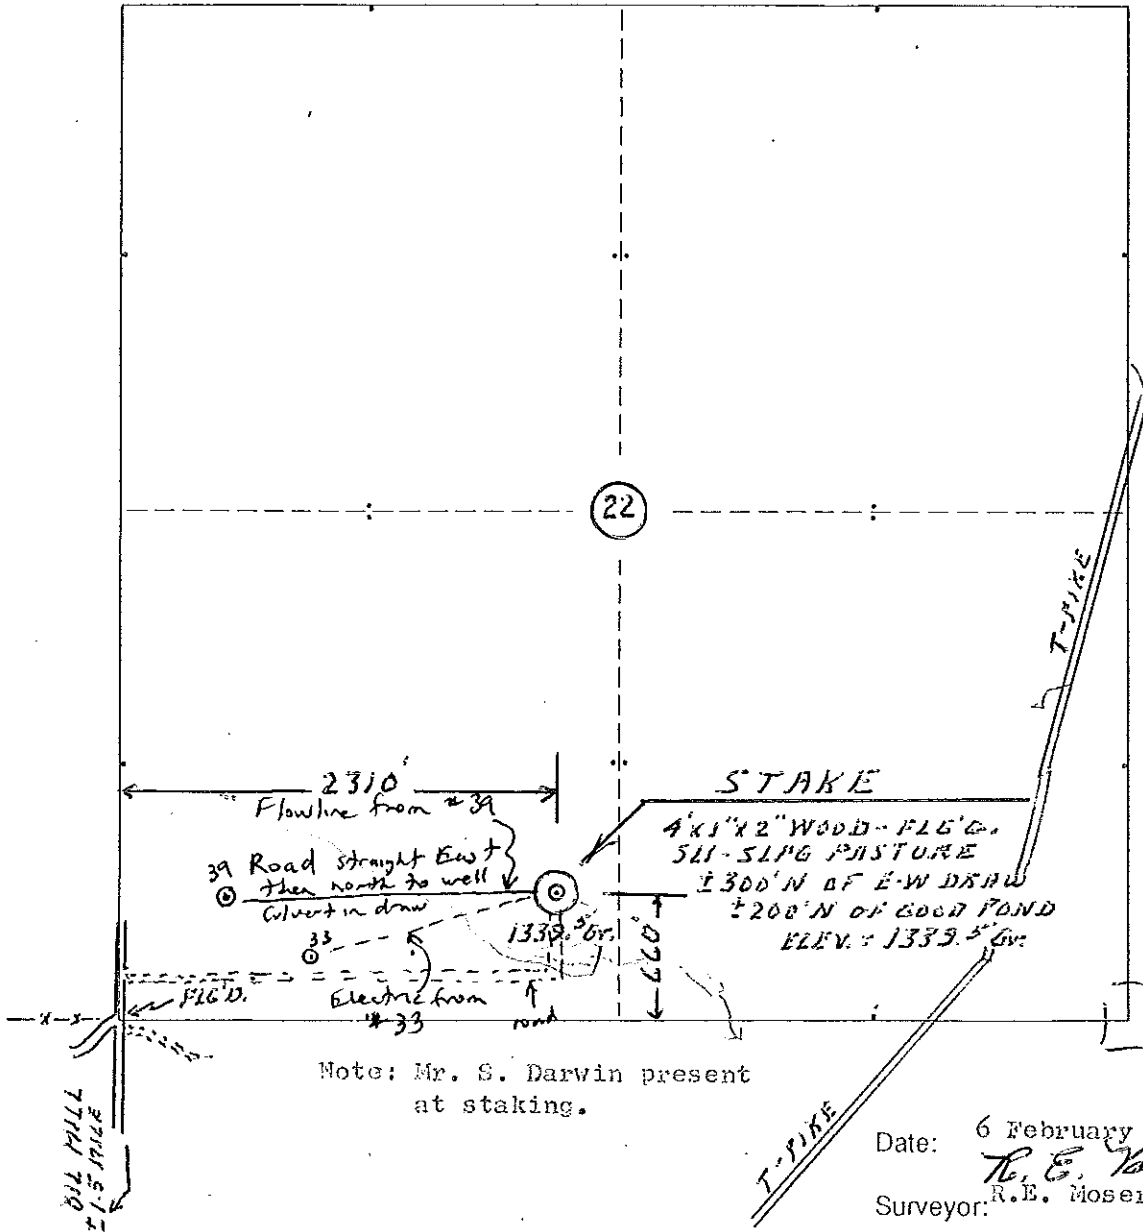 22
T-PIKE
2310'
Flowline from #39
STAKE
4'x1"x2" WOOD-FLG'D.
SLI-SLPG PASTURE
±300'N OF E-W DRAW
±200'N OF GOOD POND
ELEV. = 1339.5' Gr.
39 Road straight East
then north to well
Culvert in draw
1339.5' Gr.
33
660'
FLG'D.
Electric from
#33
road
x-x
Note: Mr. S. Darwin present
at staking.
MILL
T-PIKE
Date: 6 February
R. E.
Surveyor: R.E. Moser